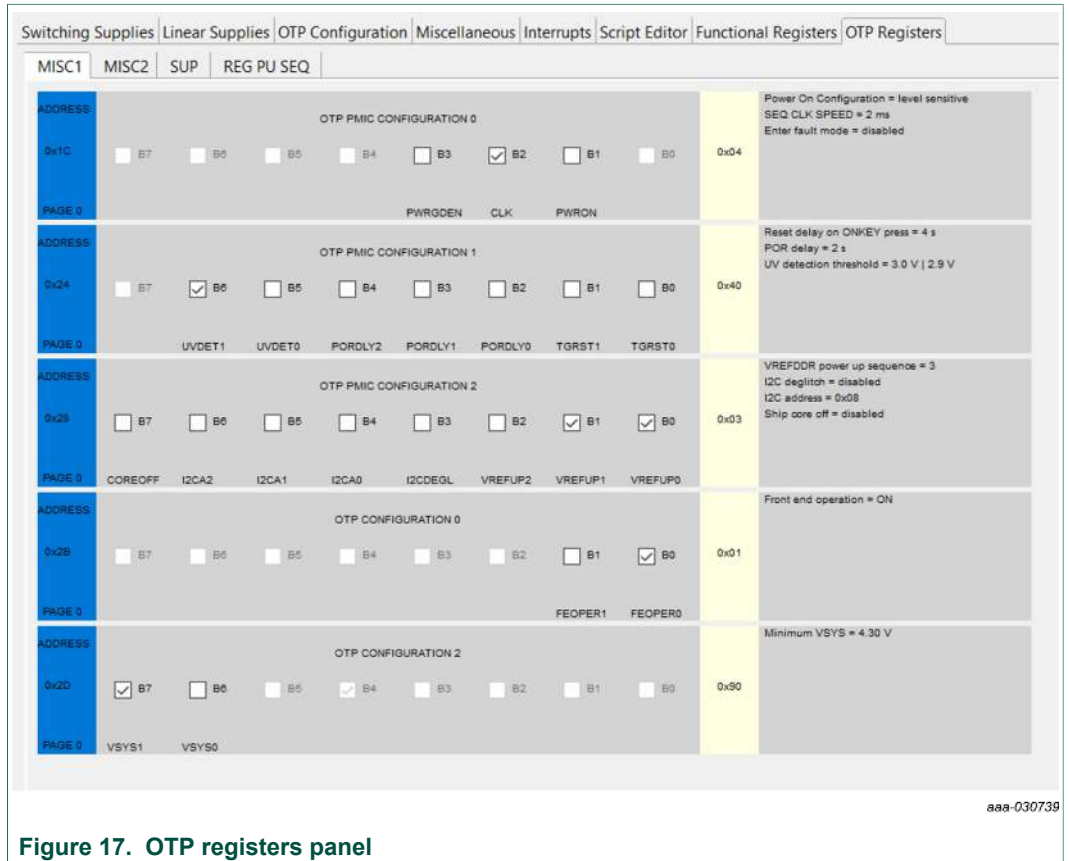 Switching Supplies Linear Supplies OTP Configuration Miscellaneous Interrupts Script Editor Functional Registers OTP Registers
MISC1 MISC2 SUP REG PU SEQ
ADDRESS
OTP PMIC CONFIGURATION 0
0x1C B7 B6 B5 B4 B3 B2 B1 B0 0x04
PAGE 0 PWRGDEN CLK PWRON
Power On Configuration = level sensitive
SEQ CLK SPEED = 2 ms
Enter fault mode = disabled
ADDRESS
OTP PMIC CONFIGURATION 1
0x24 B7 B6 B5 B4 B3 B2 B1 B0 0x40
PAGE 0 UVDET1 UVDET0 PORDLY2 PORDLY1 PORDLY0 TGRST1 TGRST0
Reset delay on ONKEY press = 4 s
POR delay = 2 s
UV detection threshold = 3.0 V | 2.9 V
ADDRESS
OTP PMIC CONFIGURATION 2
0x28 B7 B6 B5 B4 B3 B2 B1 B0 0x03
PAGE 0 COREOFF I2CA2 I2CA1 I2CA0 I2CDEGL VREFUP2 VREFUP1 VREFUP0
VREFDDR power up sequence = 3
I2C deglitch = disabled
I2C address = 0x08
Ship core off = disabled
ADDRESS
OTP CONFIGURATION 0
0x2B B7 B6 B5 B4 B3 B2 B1 B0 0x01
PAGE 0 FEOPER1 FEOPER0
Front end operation = ON
ADDRESS
OTP CONFIGURATION 2
0x2D B7 B6 B5 B4 B3 B2 B1 B0 0x90
PAGE 0 VSYS1 VSYS0
Minimum VSYS = 4.30 V
aaa-030739
Figure 17. OTP registers panel